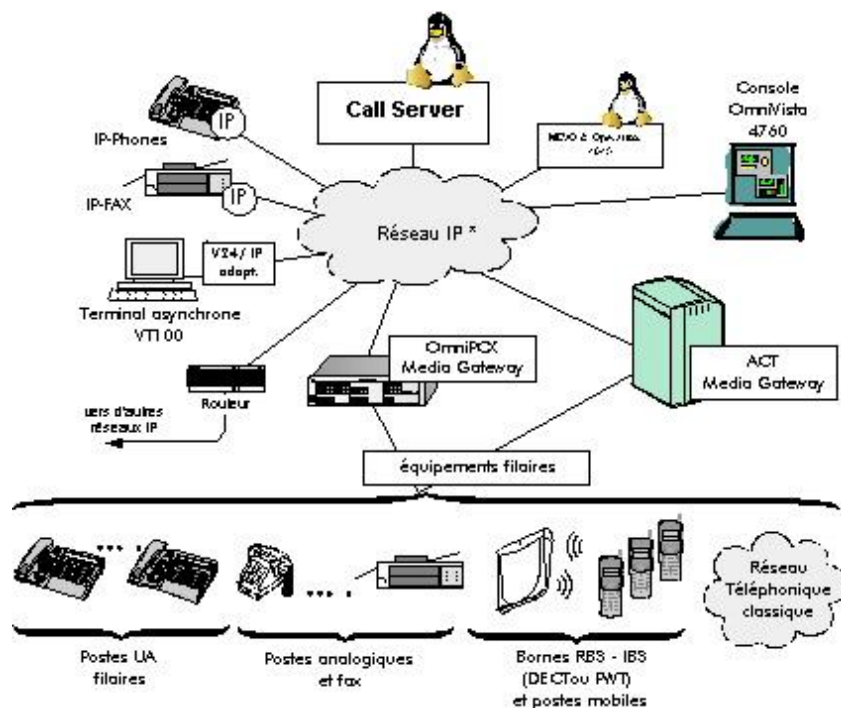 Call Server
Console
OmniVista
4760
IP
IP-Phones
IP
IP-FAX
Réseau IP *
V24/ IP
adapt.
Terminal asynchrone
VT100
OmniPCX
Media Gateway
ACT
Media Gateway
Routeur
vers d'autres
réseaux IP
équipements filaires
Réseau
Téléphonique
classique
Postes UA
filaires
Postes analogiques
et fax
Bornes RBS - IBS
(DECTou PWT)
et postes mobiles